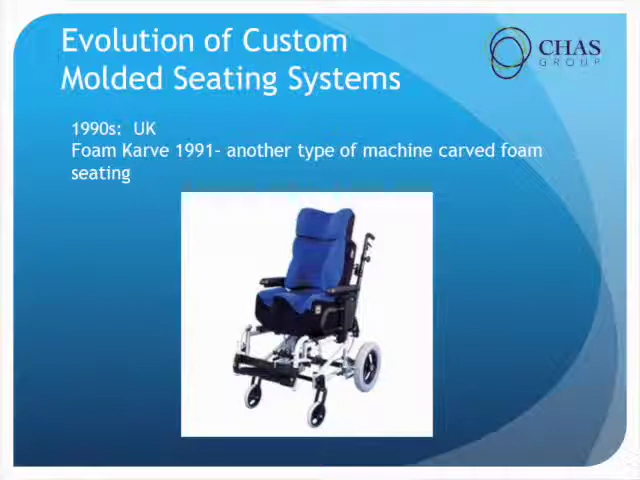 Evolution of Custom
Molded Seating Systems
CHAS
GROUP
1990s: UK
Foam Karve 1991- another type of machine carved foam
seating